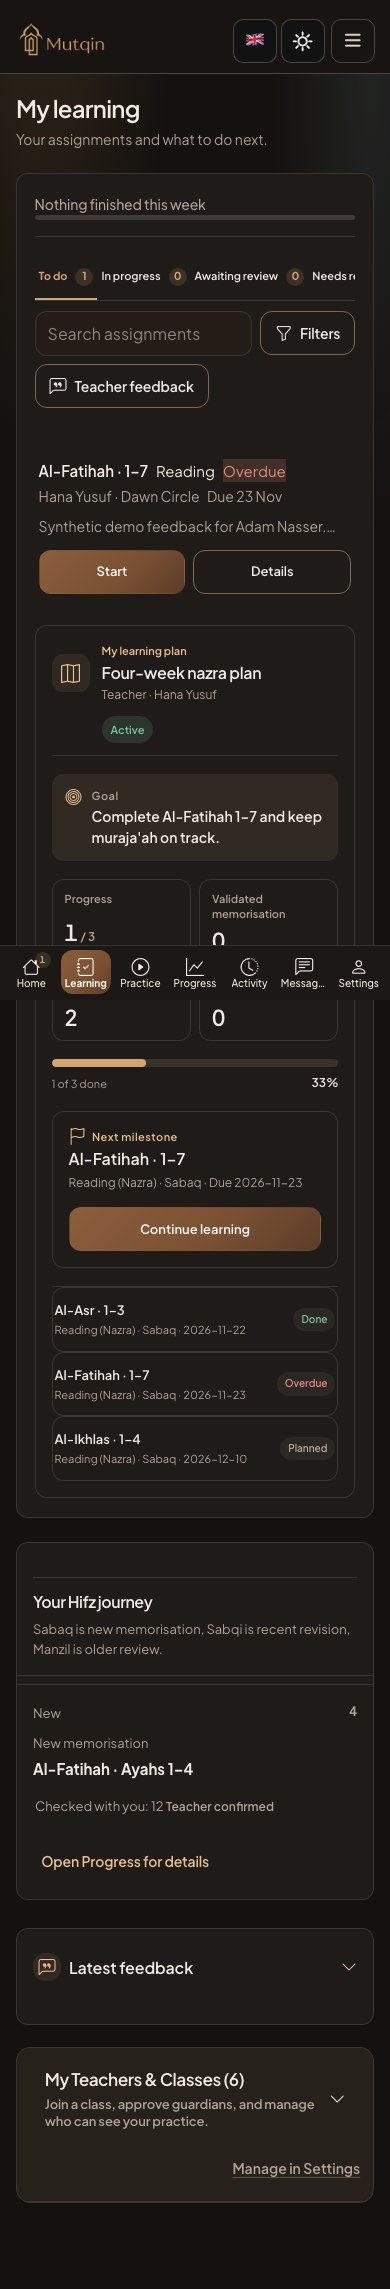 Mutqin
My learning
Your assignments and what to do next.
Nothing finished this week
To do 1 In progress 0 Awaiting review 0 Needs re
Search assignments Filters
Teacher feedback
Al-Fatihah · 1–7 Reading Overdue
Hana Yusuf · Dawn Circle Due 23 Nov
Synthetic demo feedback for Adam Nasser....
Start Details
My learning plan
Four-week nazra plan
Teacher · Hana Yusuf
Active
Goal
Complete Al-Fatihah 1–7 and keep
muraja'ah on track.
Progress
1 / 3
Validated
memorisation
0
Home 1 Learning Practice Progress Activity Messag... Settings
2 0
1 of 3 done 33%
Next milestone
Al-Fatihah · 1–7
Reading (Nazra) · Sabaq · Due 2026-11-23
Continue learning
Al-Asr · 1–3
Reading (Nazra) · Sabaq · 2026-11-22
Done
Al-Fatihah · 1–7
Reading (Nazra) · Sabaq · 2026-11-23
Overdue
Al-Ikhlas · 1–4
Reading (Nazra) · Sabaq · 2026-12-10
Planned
Your Hifz journey
Sabaq is new memorisation, Sabqi is recent revision,
Manzil is older review.
New 4
New memorisation
Al-Fatihah · Ayahs 1–4
Checked with you: 12 Teacher confirmed
Open Progress for details
Latest feedback
My Teachers & Classes (6)
Join a class, approve guardians, and manage
who can see your practice.
Manage in Settings